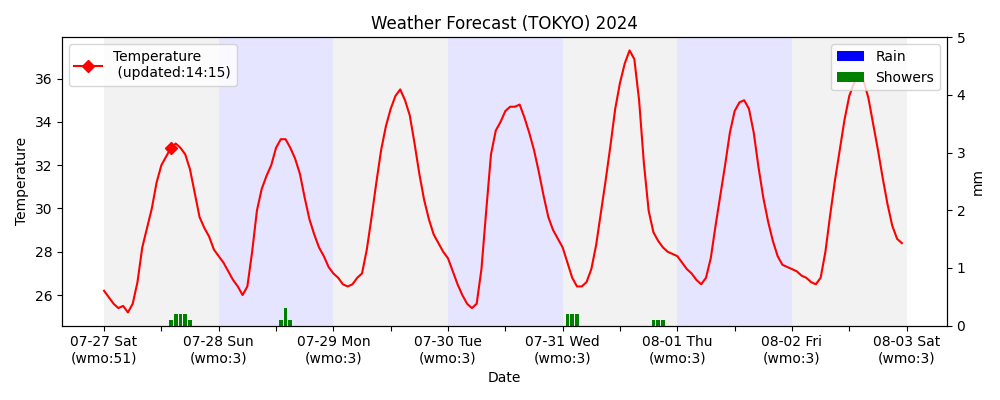 Weather Forecast (TOKYO) 2024
Temperature
(updated:14:15)
Rain
Showers
Temperature
36
34
32
30
28
26
5
4
3
2
1
0
mm
07-27 Sat
(wmo:51)
07-28 Sun
(wmo:3)
07-29 Mon
(wmo:3)
07-30 Tue
(wmo:3)
07-31 Wed
(wmo:3)
08-01 Thu
(wmo:3)
08-02 Fri
(wmo:3)
08-03 Sat
(wmo:3)
Date